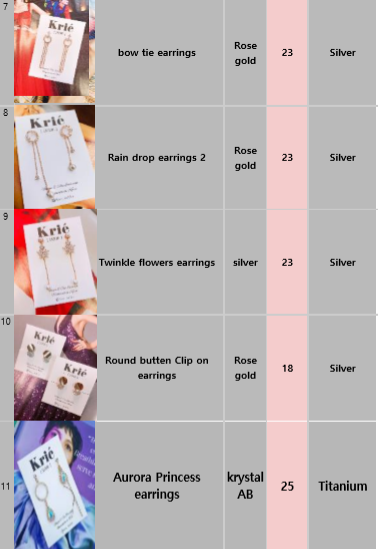 7
Krié
bow tie earrings
Rose
gold
23
Silver
8
Krié
Rain drop earrings 2
Rose
gold
23
Silver
9
Krié
Twinkle flowers earrings
silver
23
Silver
10
Krié
Krié
Round butten Clip on
earrings
Rose
gold
18
Silver
11
Krié
Aurora Princess
earrings
krystal
AB
25
Titanium